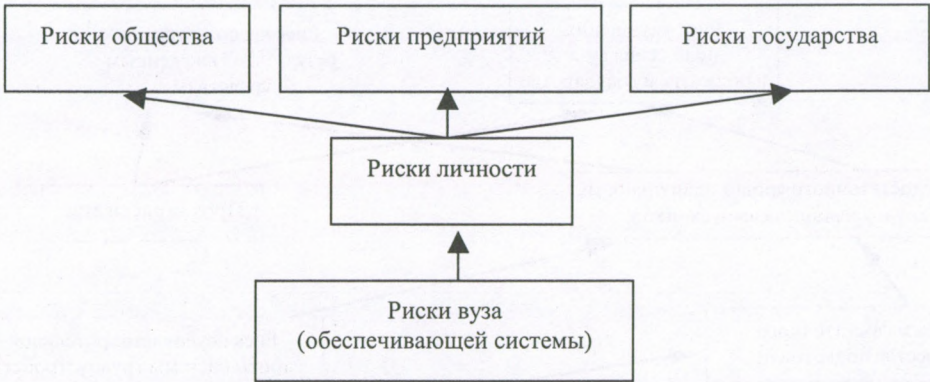 Риски общества
Риски предприятий
Риски государства
Риски личности
Риски вуза
(обеспечивающей системы)